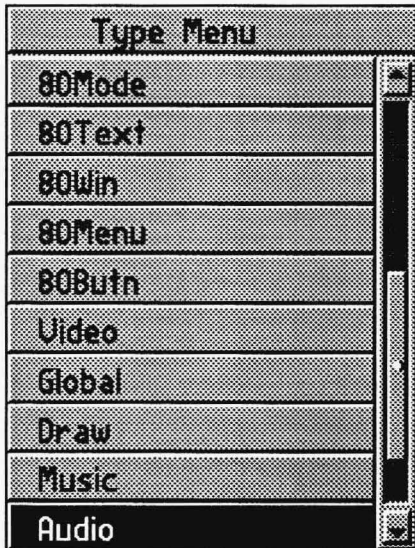 Type Menu
80Mode
80Text
80Win
80Menu
80Butn
Video
Global
Draw
Music
Audio